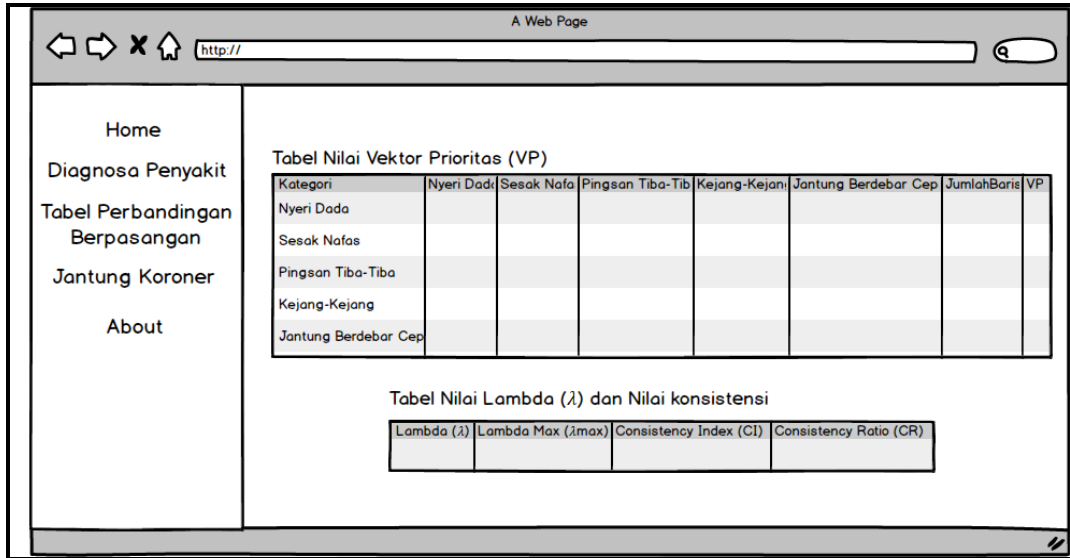 A Web Page
http://
Home
Diagnosa Penyakit
Tabel Perbandingan
Berpasangan
Jantung Koroner
About
Tabel Nilai Vektor Prioritas (VP)
Kategori Nyeri Dada Sesak Nafa Pingsan Tiba-Tib Kejang-Kejan Jantung Berdebar Cep JumlahBaris VP
Nyeri Dada
Sesak Nafas
Pingsan Tiba-Tiba
Kejang-Kejang
Jantung Berdebar Cep
Tabel Nilai Lambda (λ) dan Nilai konsistensi
Lambda (λ) Lambda Max (λmax) Consistency Index (CI) Consistency Ratio (CR)